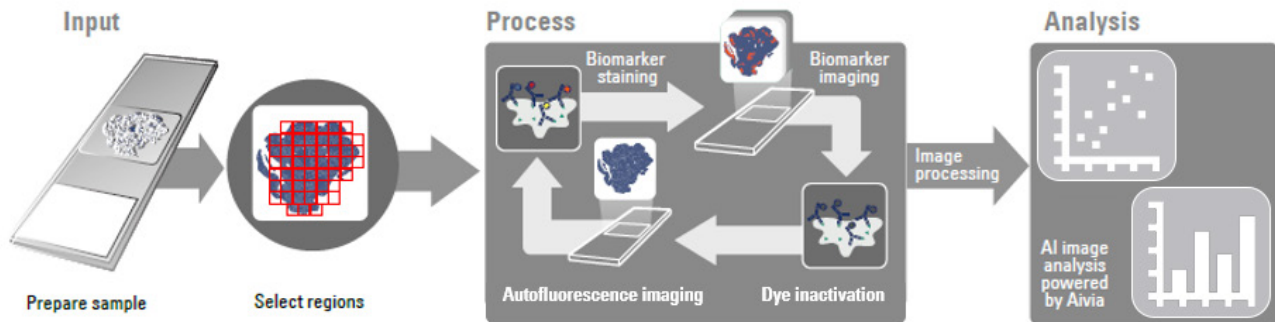 Input
Prepare sample
Select regions
Process
Biomarker
staining
Biomarker
imaging
Autofluorescence imaging
Dye inactivation
Image
processing
Analysis
AI image
analysis
powered
by Aivia